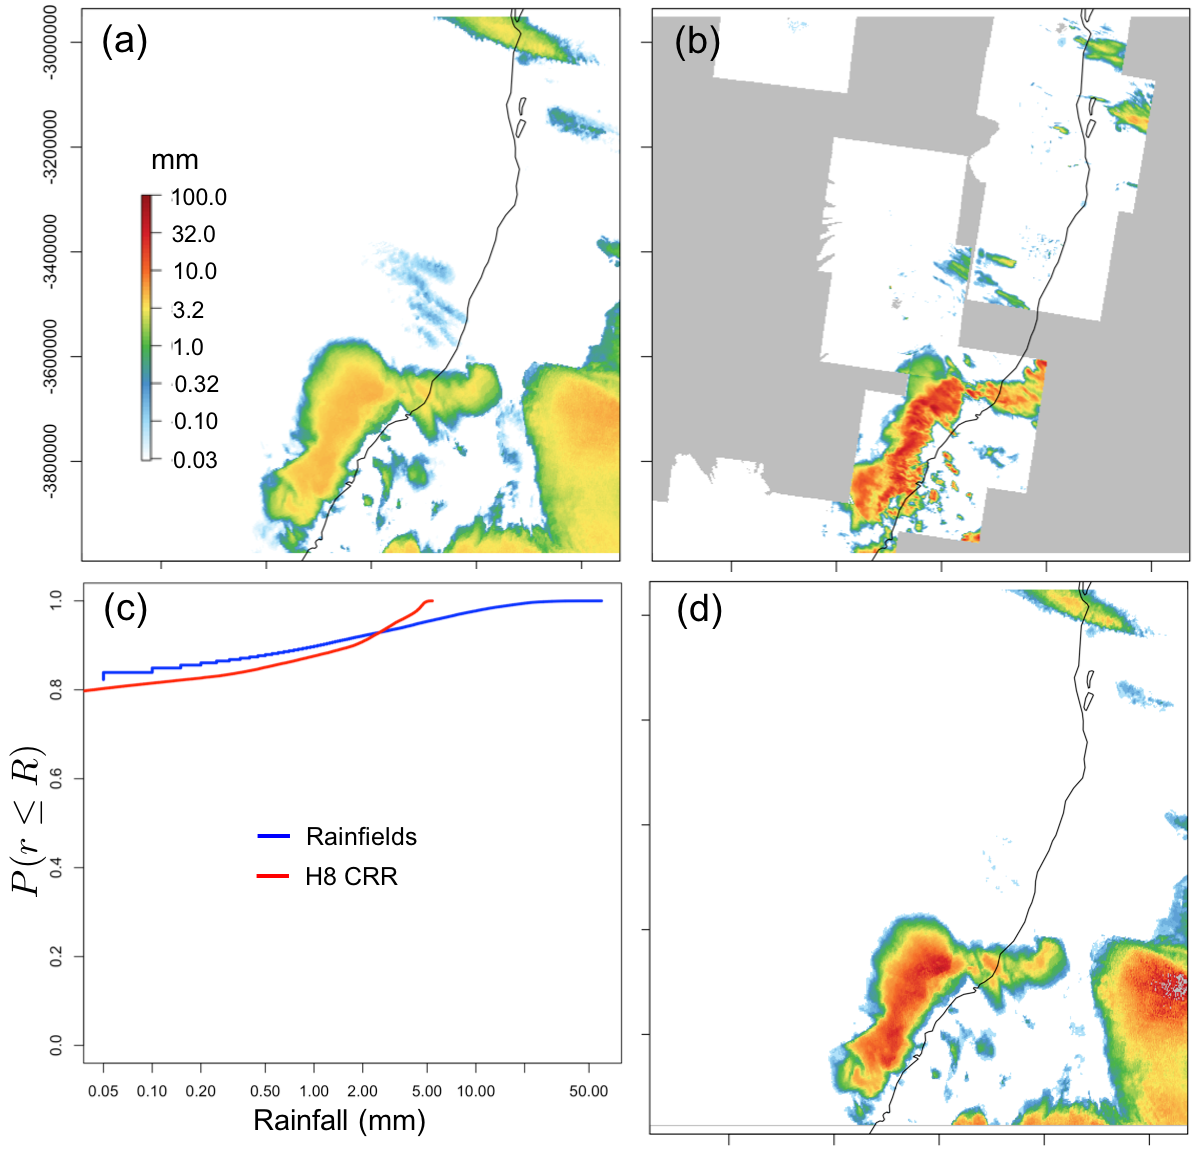 (a)
(b)
-3000000
-3200000
-3400000
-3600000
-3800000
mm
100.0
32.0
10.0
3.2
1.0
0.32
0.10
0.03
(c)
(d)
1.0
0.8
0.6
0.4
0.2
0.0
P(r ≤ R)
Rainfields
H8 CRR
0.05 0.10 0.20 0.50 1.00 2.00 5.00 10.00 50.00
Rainfall (mm)